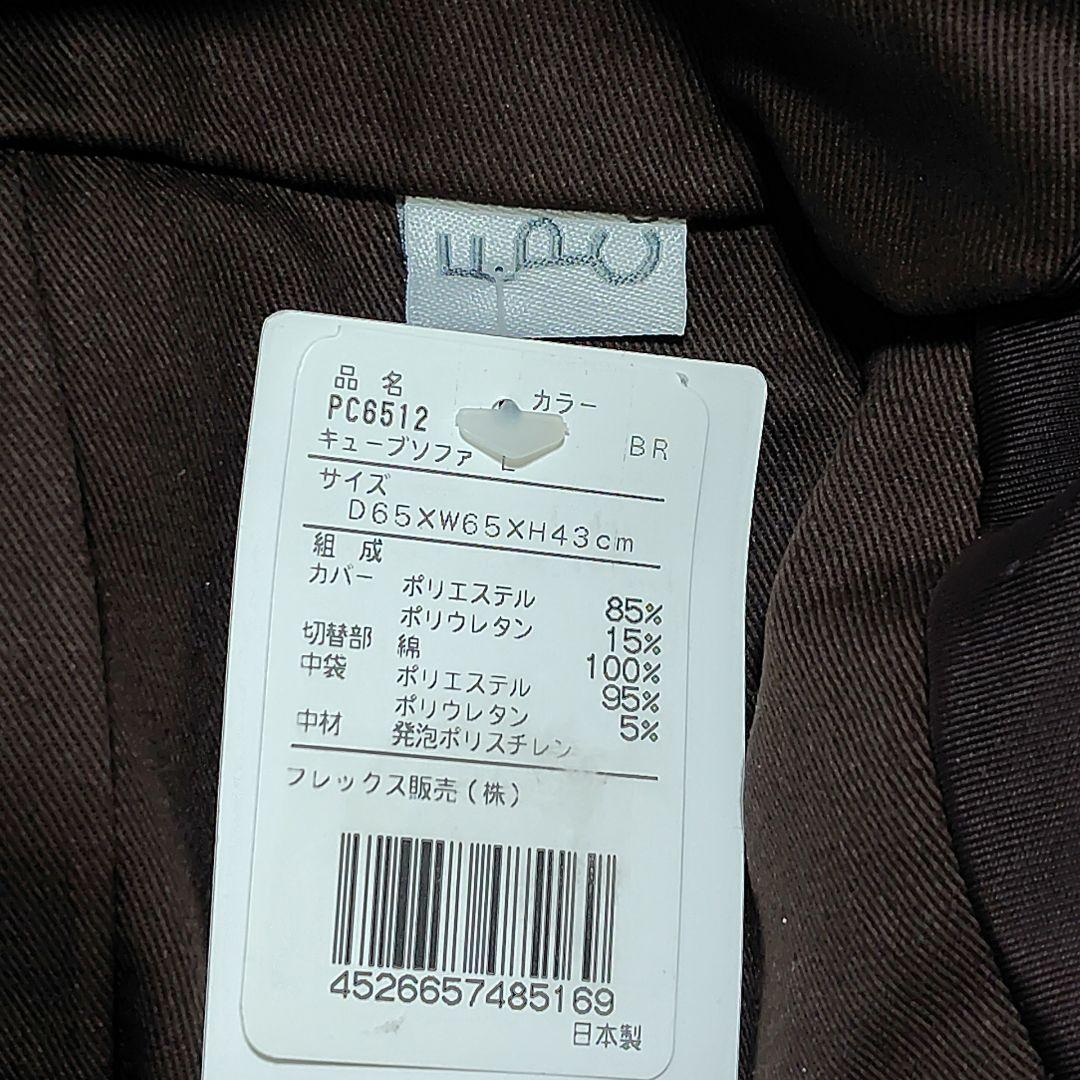 F.D.C
品名 カラー
PC6512
キューブソファ L BR
サイズ
D65×W65×H43cm
組成
カバー ポリエステル 85%
ポリウレタン 15%
切替部 綿 100%
中袋 ポリエステル 95%
ポリウレタン 5%
中材 発泡ポリスチレン
フレックス販売(株)
4526657485169
日本製